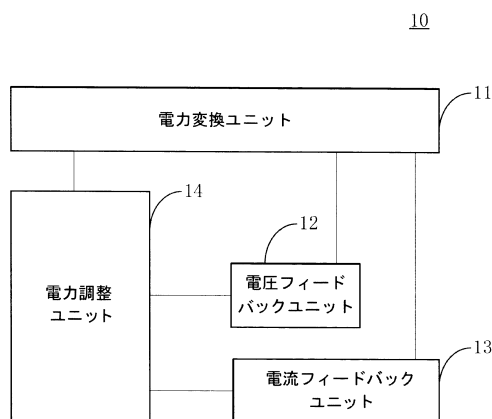 10
電力変換ユニット
11
14
12
電力調整
ユニット
電圧フィード
バックユニット
13
電流フィードバック
ユニット